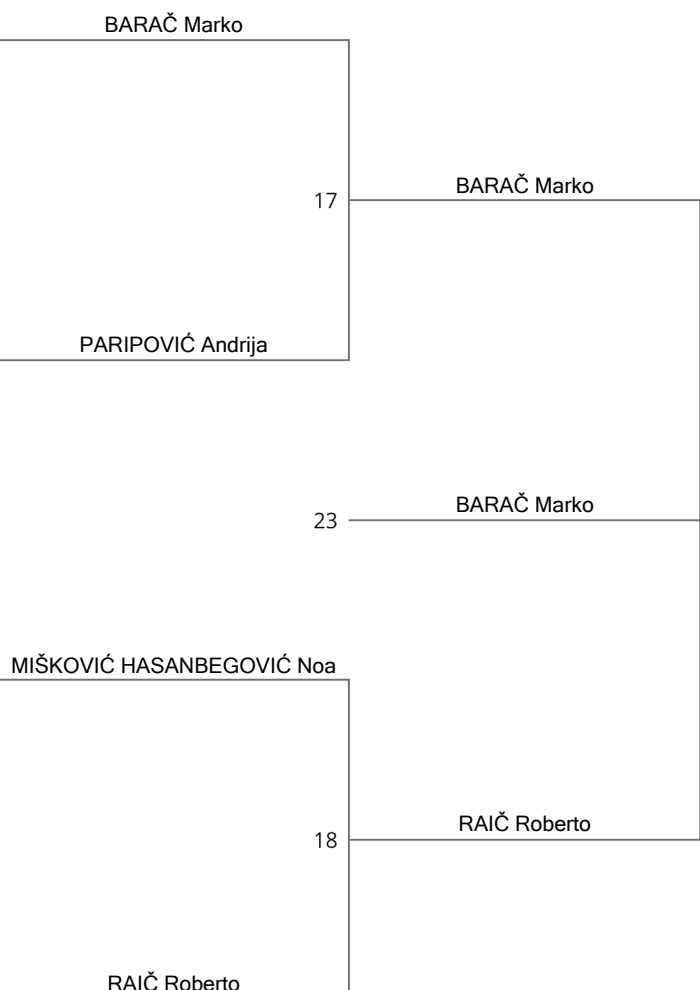 BARAČ Marko
BARAČ Marko
17
PARIPOVIĆ Andrija
BARAČ Marko
23
MIŠKOVIĆ HASANBEGOVIĆ Noa
RAIČ Roberto
18
RAIČ Roberto